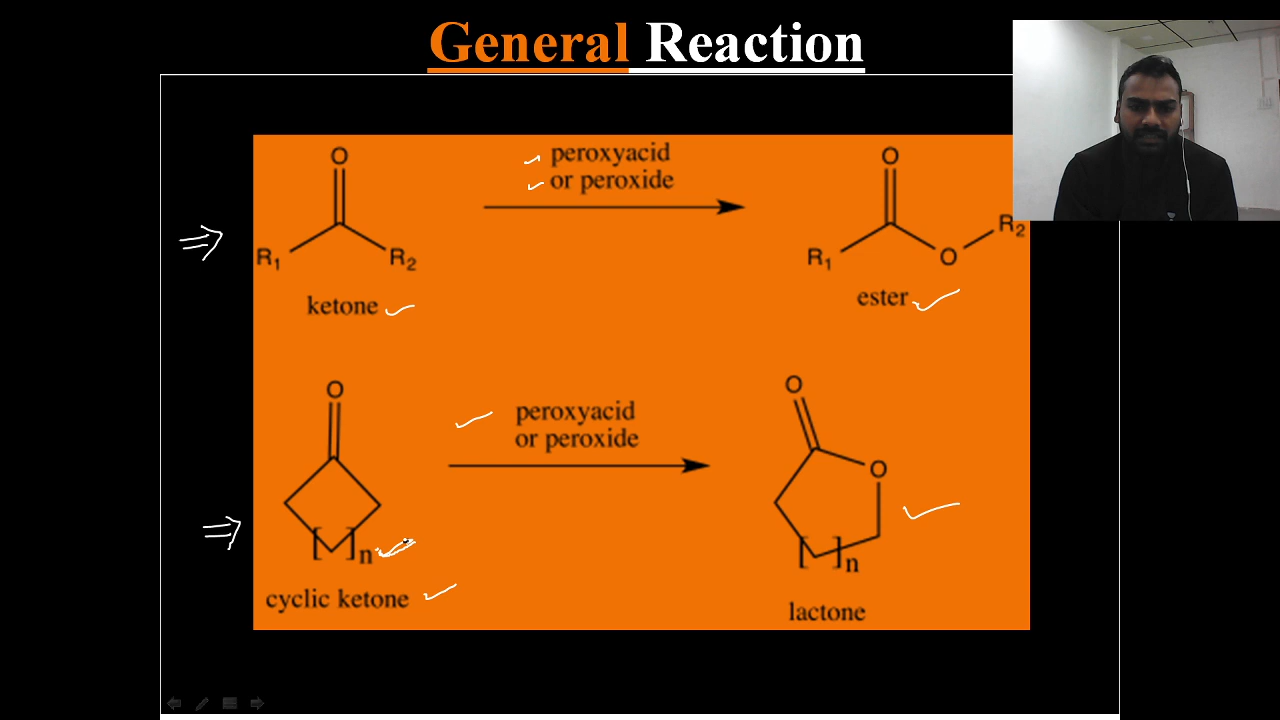 General Reaction
O
peroxyacid
or peroxide
O
R1
R2
R1
O
R2
ketone
ester
O
peroxyacid
or peroxide
O
O
[ ]n
[ ]n
cyclic ketone
lactone